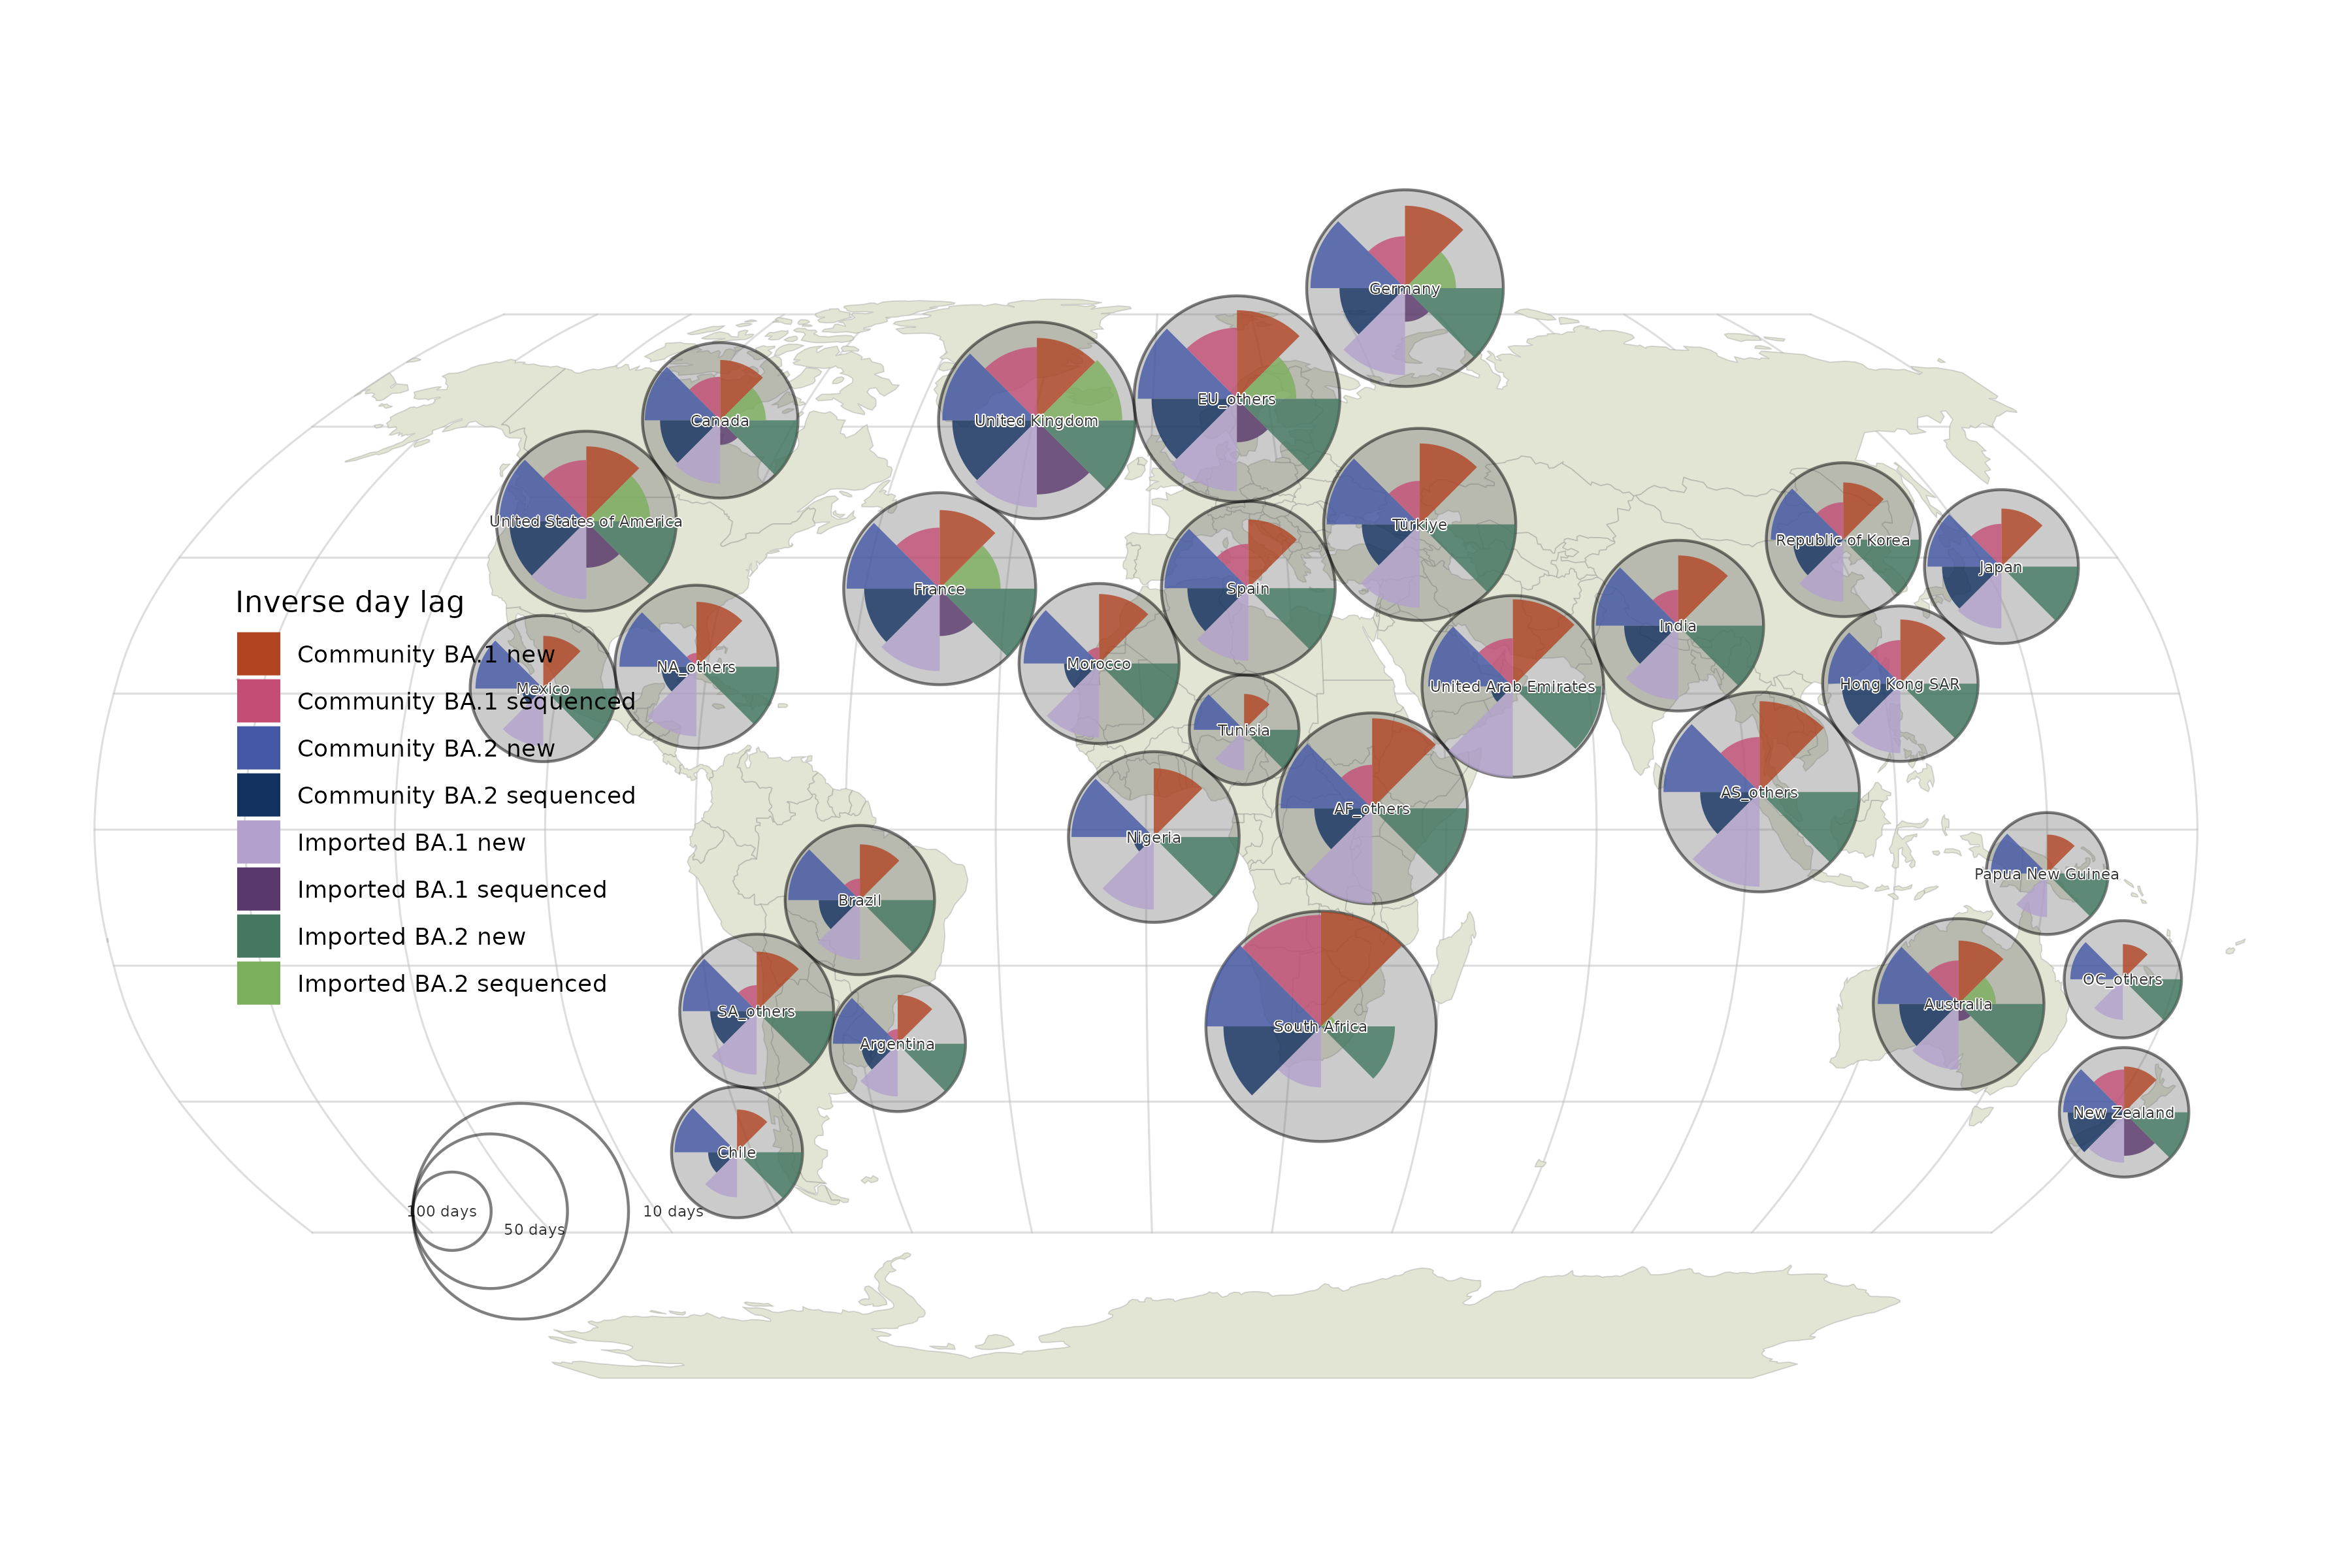 Germany
EU_others
Canada
United Kingdom
United States of America
Türkiye
Republic of Korea
Japan
France
Spain
Inverse day lag
India
Community BA.1 new
NA_others
Morocco
Mexico
United Arab Emirates
Hong Kong SAR
Community BA.1 sequenced
Tunisia
Community BA.2 new
Community BA.2 sequenced
AS_others
AF_others
Nigeria
Imported BA.1 new
Papua New Guinea
Imported BA.1 sequenced
Brazil
Imported BA.2 new
Imported BA.2 sequenced
OC_others
SA_others
Australia
South Africa
Argentina
New Zealand
Chile
100 days
50 days
10 days